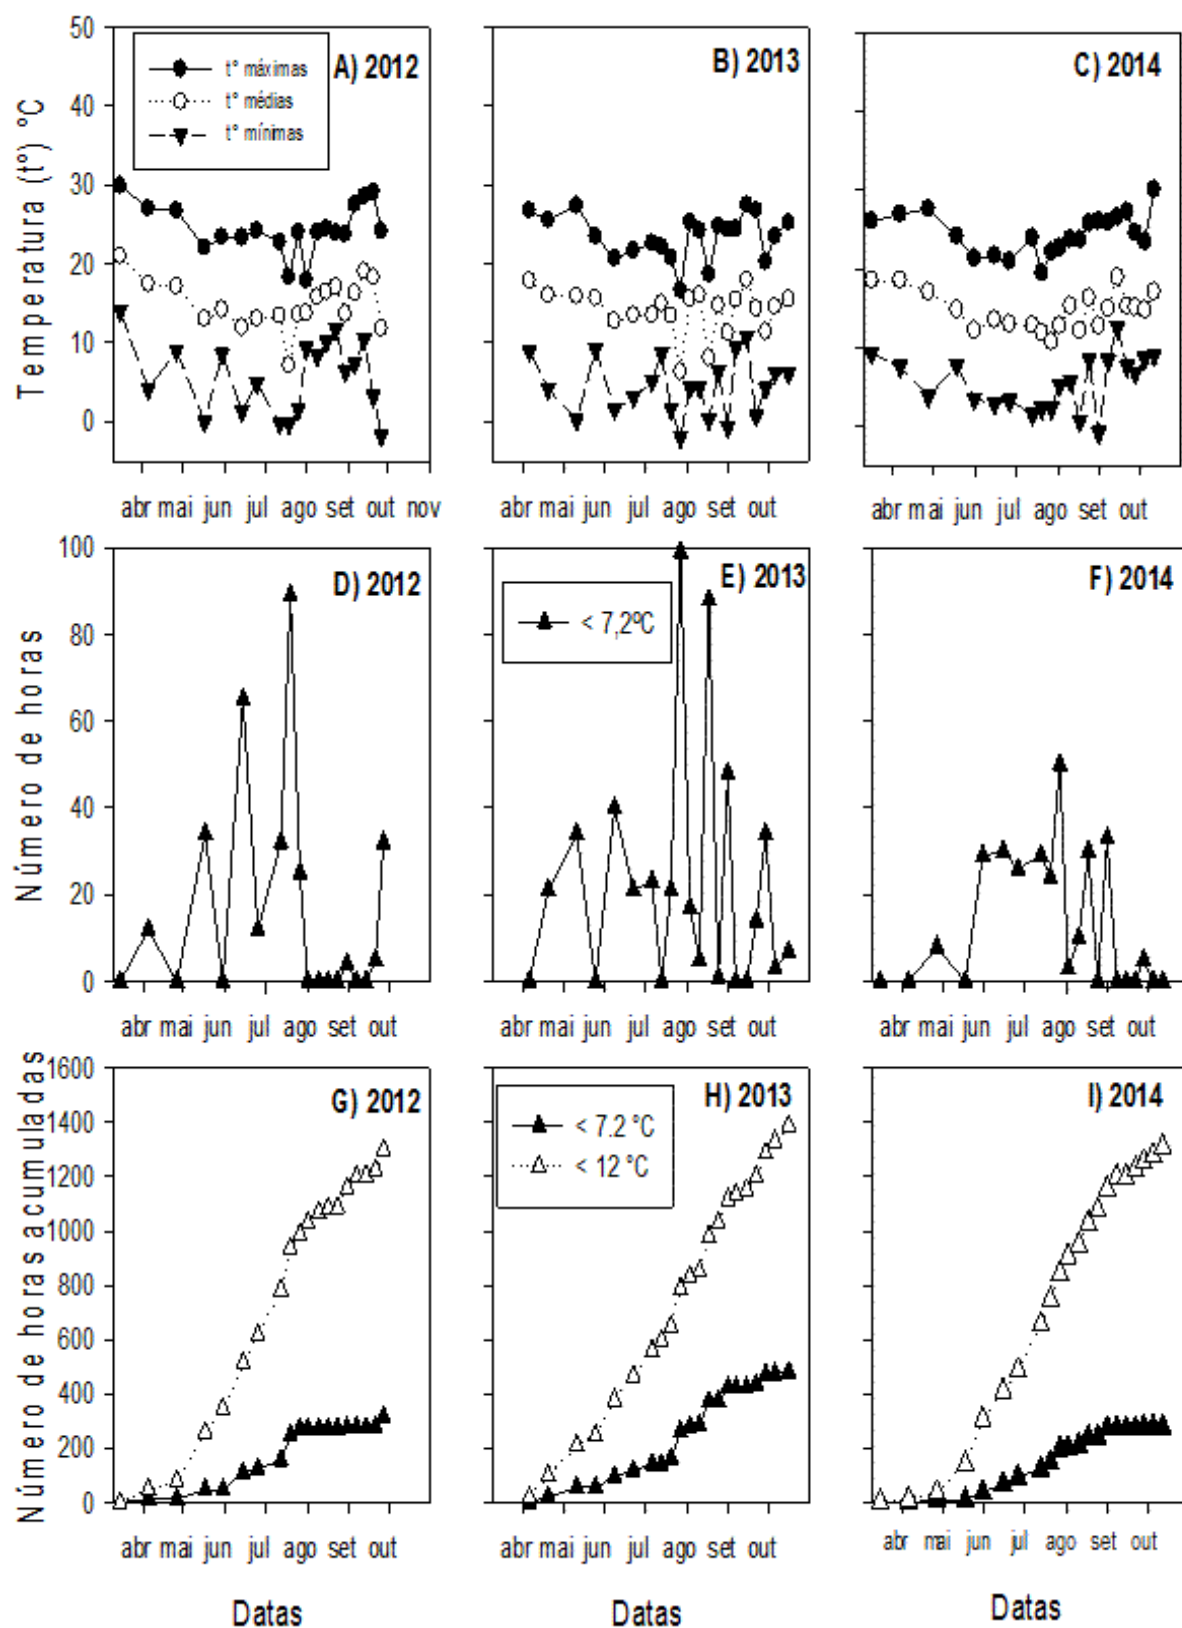 Temperatura (t°) °C
50
40
30
20
10
0
t° máximas
t° médias
t° mínimas
A) 2012
B) 2013
C) 2014
abr mai jun jul ago set out nov
abr mai jun jul ago set out
abr mai jun jul ago set out
Número de horas
100
80
60
40
20
0
D) 2012
< 7,2ºC
E) 2013
F) 2014
abr mai jun jul ago set out
abr mai jun jul ago set out
abr mai jun jul ago set out
Número de horas acumuladas
1600
1400
1200
1000
800
600
400
200
0
G) 2012
< 7.2 °C
< 12 °C
H) 2013
I) 2014
abr mai jun jul ago set out
abr mai jun jul ago set out
abr mai jun jul ago set out
Datas
Datas
Datas